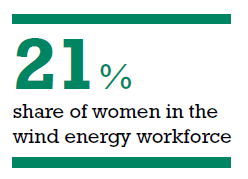 21%
share of women in the
wind energy workforce